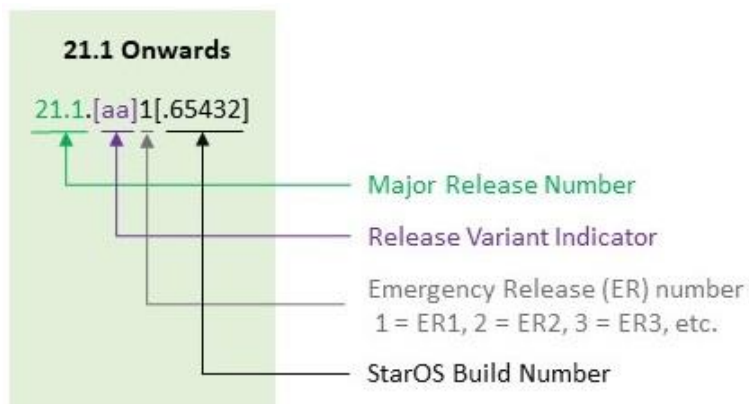 21.1 Onwards
21.1.[aa]1[.65432]
Major Release Number
Release Variant Indicator
Emergency Release (ER) number
1 = ER1, 2 = ER2, 3 = ER3, etc.
StarOS Build Number